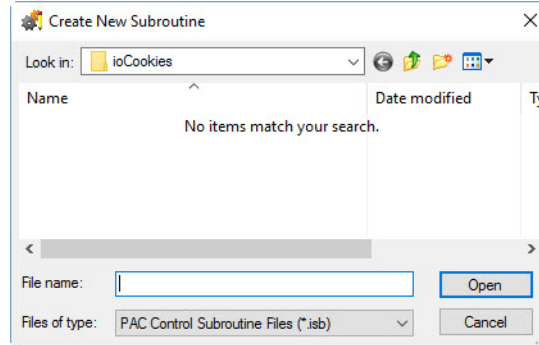 Create New Subroutine
Look in: ioCookies
Name Date modified
No items match your search.
File name:
Open
Files of type: PAC Control Subroutine Files (*.isb)
Cancel